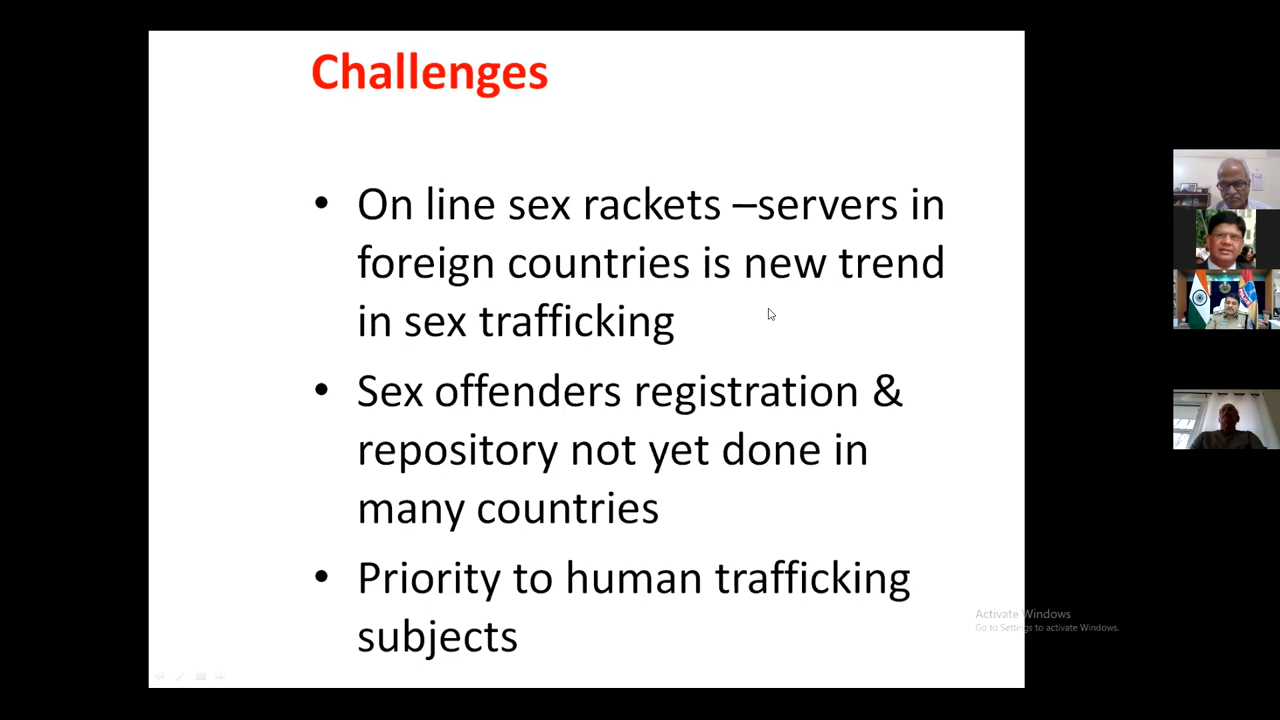 Challenges
• On line sex rackets –servers in
foreign countries is new trend
in sex trafficking
• Sex offenders registration &
repository not yet done in
many countries
• Priority to human trafficking
subjects
Activate Windows
Go to Settings to activate Windows.